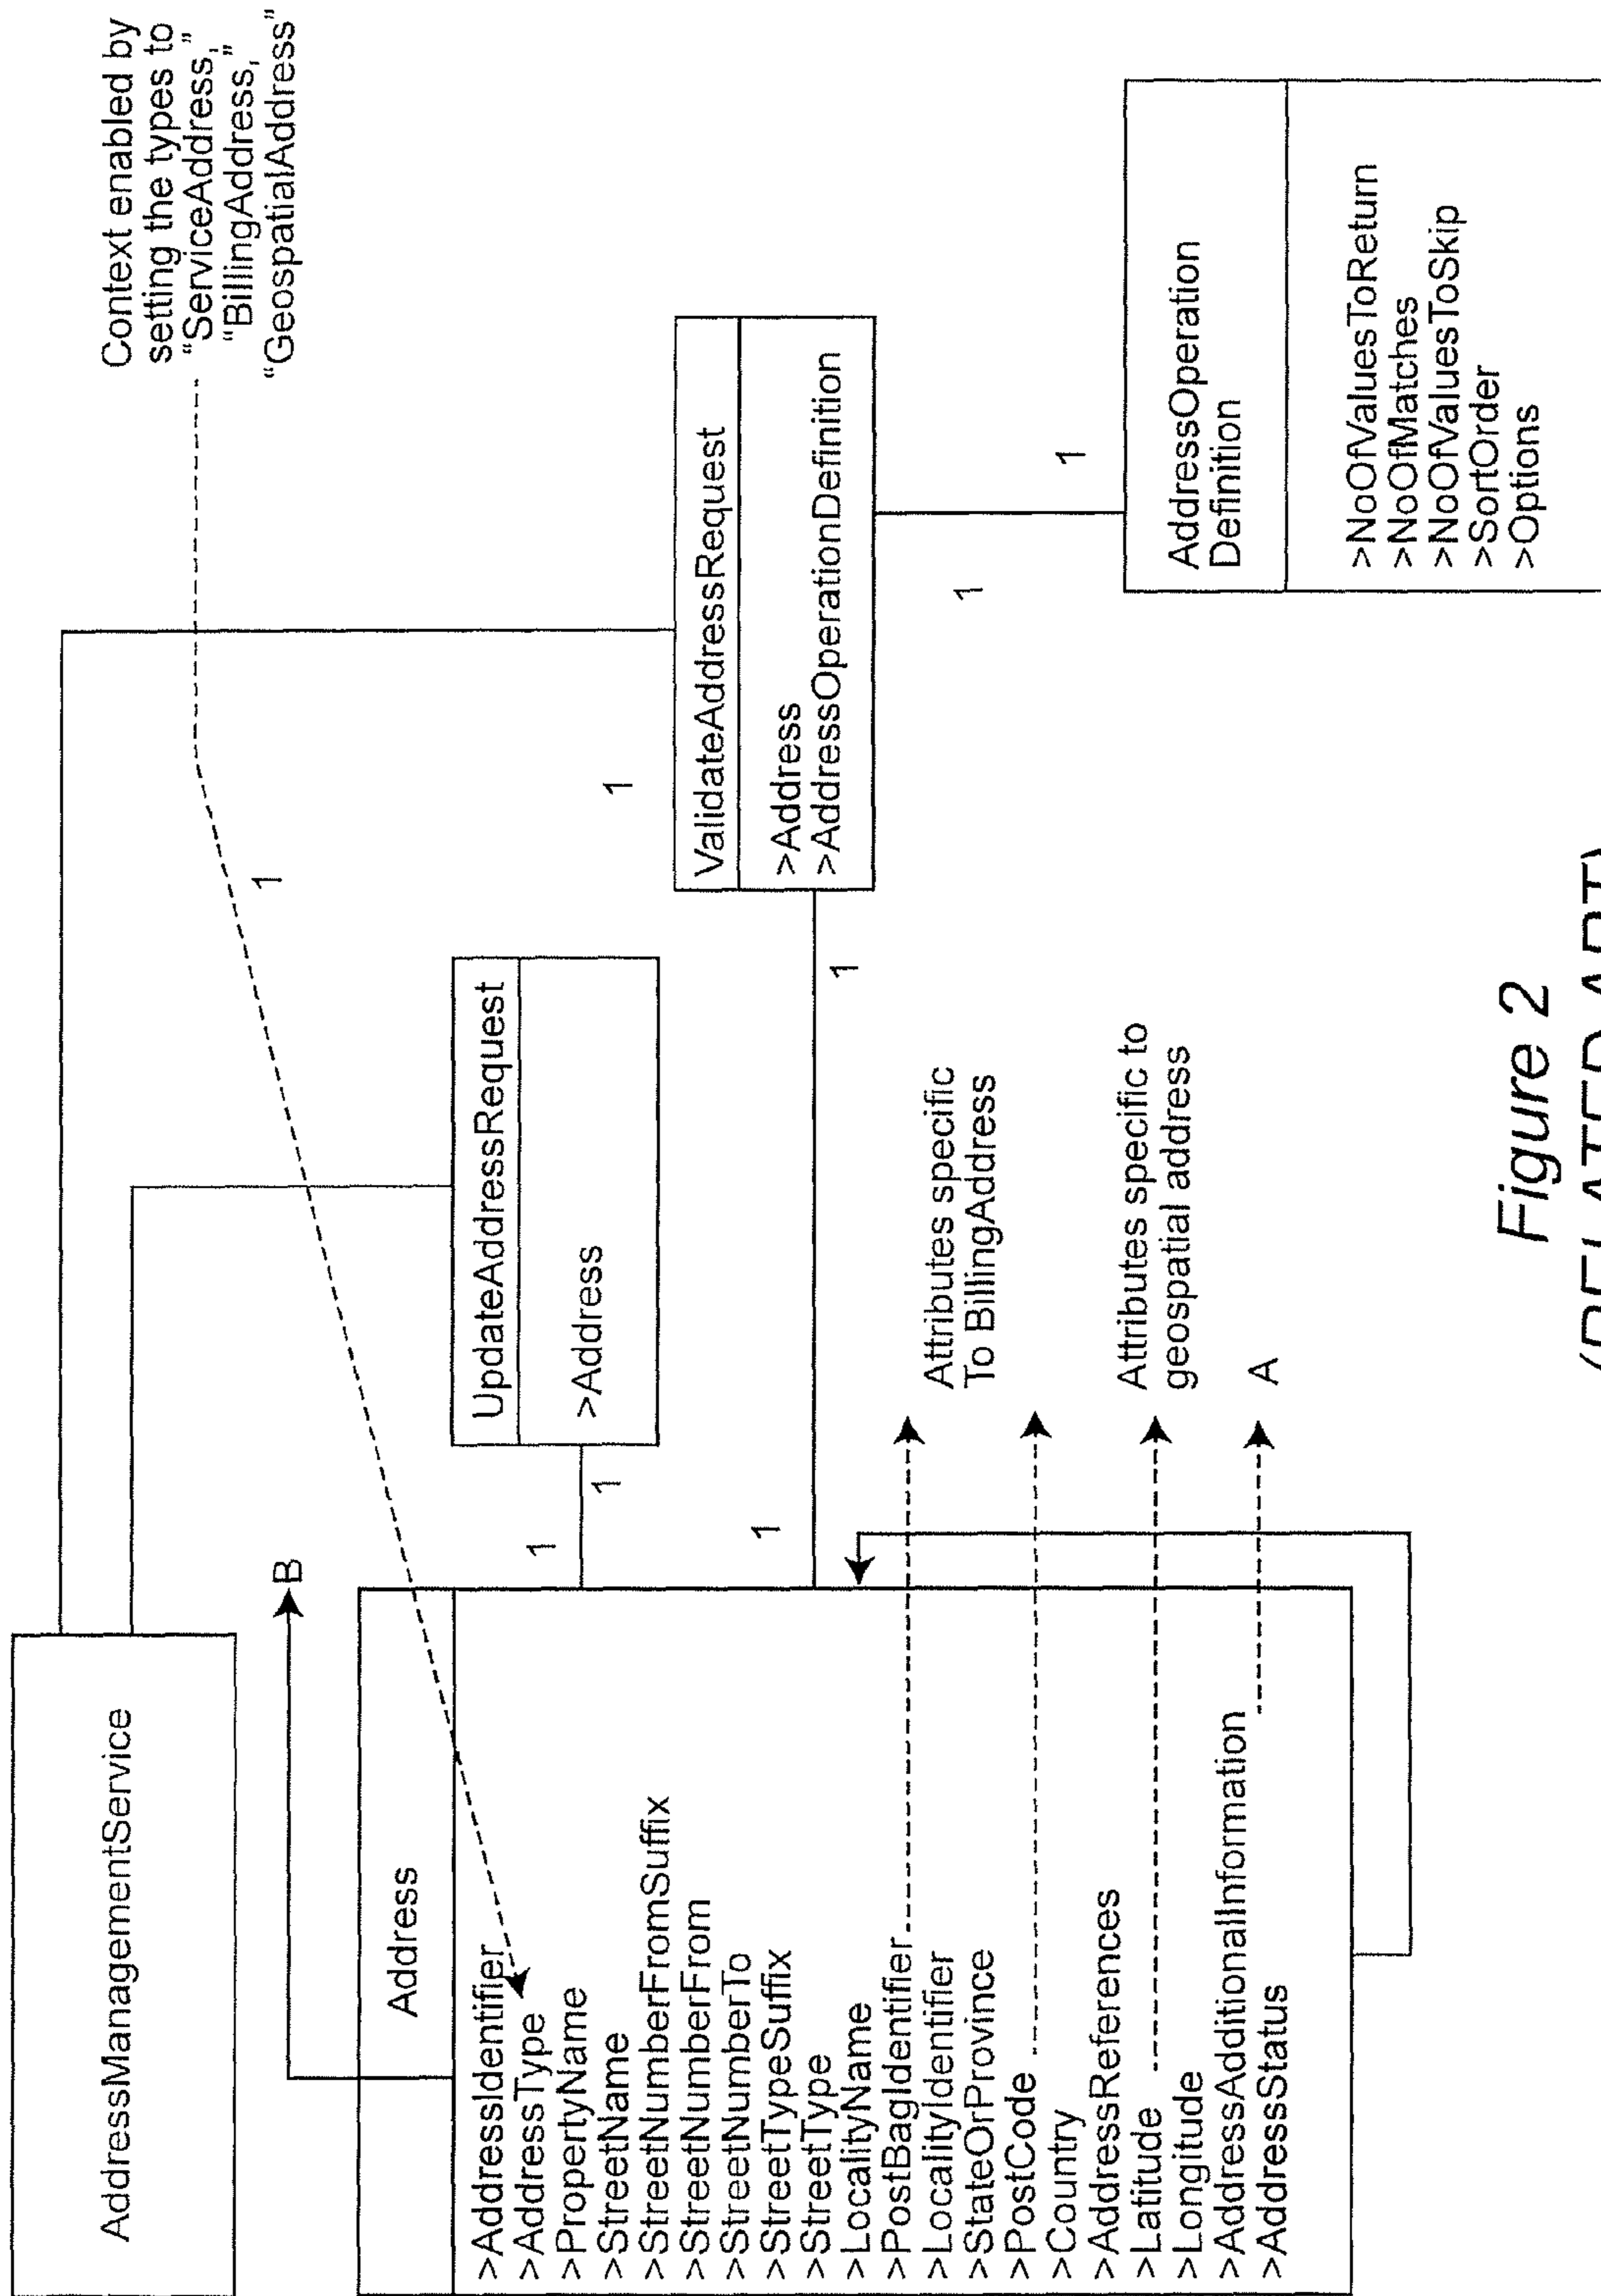 AddressManagementService
B
Address
>AddressIdentifier
>AddressType
>PropertyName
>StreetName
>StreetNumberFromSuffix
>StreetNumberFrom
>StreetNumberTo
>StreetTypeSuffix
>StreetType
>LocalityName
>PostBagIdentifier
>LocalityIdentifier
>StateOrProvince
>PostCode
>Country
>AddressReferences
>Latitude
>Longitude
>AddressAdditionalInformation
>AddressStatus
1
1
1
1
UpdateAddressRequest
>Address
Attributes specific
To BillingAddress
Attributes specific to
geospatial address
A
1
1
ValidateAddressRequest
>Address
>AddressOperationDefinition
1
1
Context enabled by
setting the types to
“ServiceAddress,”
“BillingAddress,”
“GeospatialAddress”
AddressOperation
Definition
>NoOfValuesToReturn
>NoOfMatches
>NoOfValuesToSkip
>SortOrder
>Options
Figure 2
(RELATED ART)